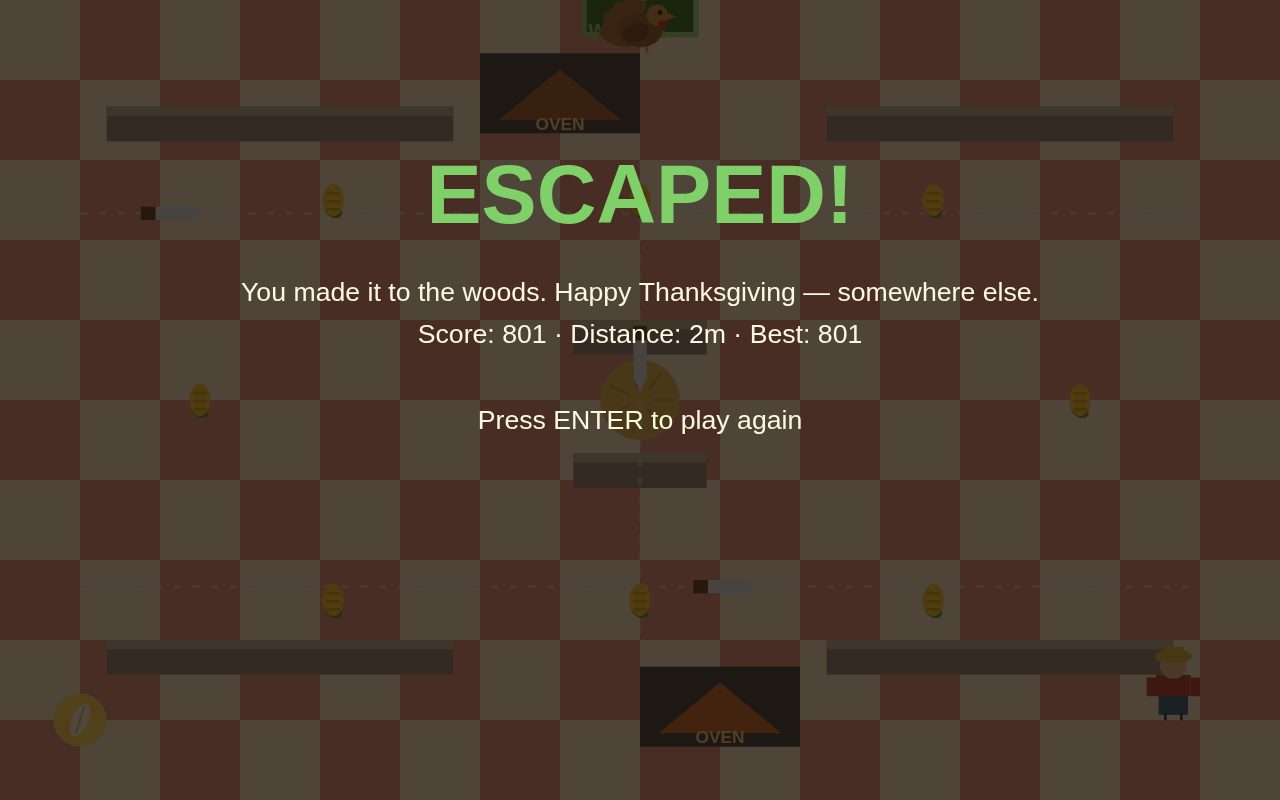 OVEN
ESCAPED!
You made it to the woods. Happy Thanksgiving — somewhere else.
Score: 801 · Distance: 2m · Best: 801
Press ENTER to play again
OVEN